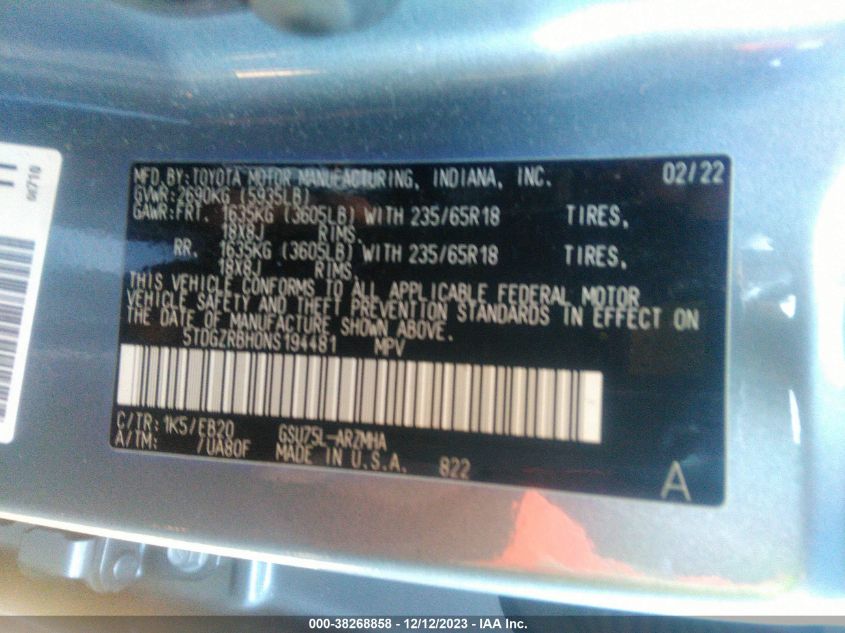 MFD.BY:TOYOTA MOTOR MANUFACTURING, INDIANA, INC. 02/22
GVWR:2690KG (5935LB)
GAWR:FRT. 1635KG (3605LB) WITH 235/65R18 TIRES,
18X8J RIMS.
RR. 1635KG (3605LB) WITH 235/65R18 TIRES,
18X8J RIMS.
THIS VEHICLE CONFORMS TO ALL APPLICABLE FEDERAL MOTOR
VEHICLE SAFETY AND THEFT PREVENTION STANDARDS IN EFFECT ON
THE DATE OF MANUFACTURE SHOWN ABOVE.
5TDGZRBH0NS194481 MPV
C/TR:1K5/EB20 GSU75L-ARZMHA
A/TM: /UA80F MADE IN U.S.A. 822
A
000-38268858 - 12/12/2023 - IAA Inc.